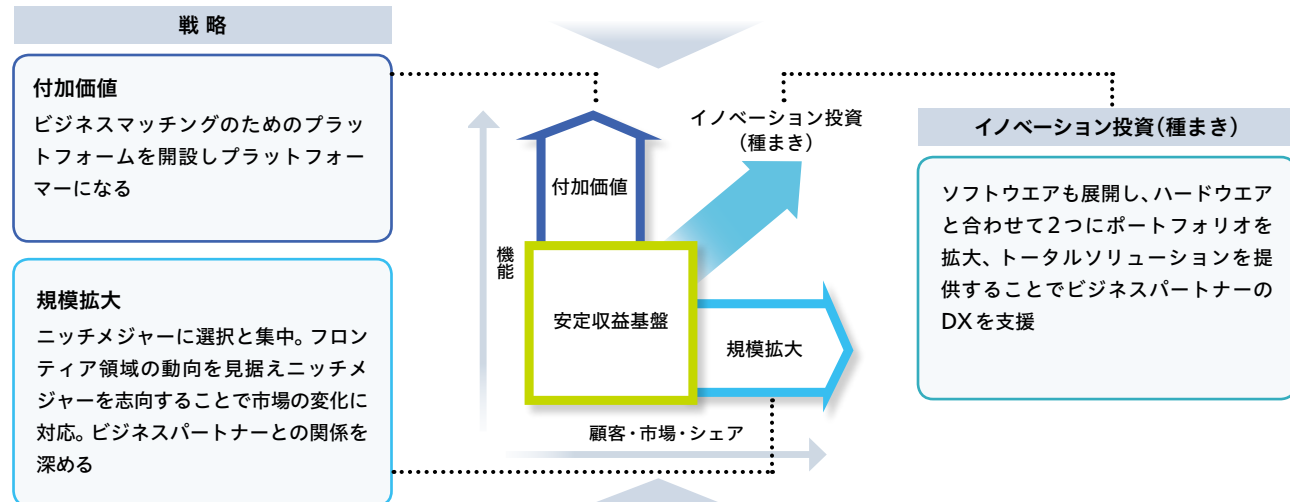 戦略
付加価値
ビジネスマッチングのためのプラッ
トフォームを開設しプラットフォー
マーになる
規模拡大
ニッチメジャーに選択と集中。フロン
ティア領域の動向を見据えニッチメ
ジャーを志向することで市場の変化に
対応。ビジネスパートナーとの関係を
深める
機能
付加価値
安定収益基盤
規模拡大
顧客・市場・シェア
イノベーション投資
（種まき）
イノベーション投資（種まき）
ソフトウエアも展開し、ハードウエア
と合わせて2つにポートフォリオを
拡大、トータルソリューションを提
供することでビジネスパートナーの
DXを支援